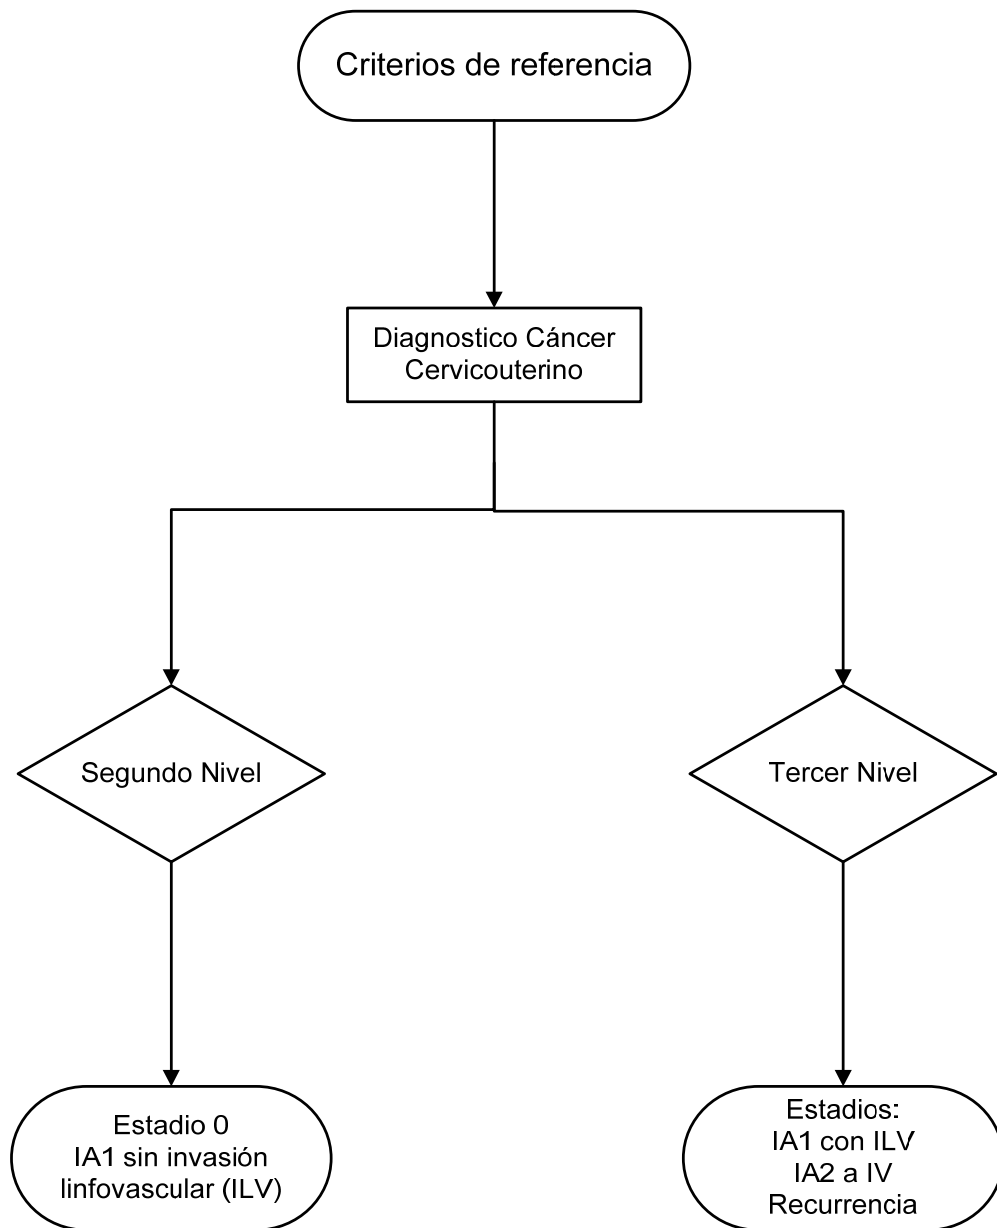 Criterios de referencia
Diagnostico Cáncer
Cervicouterino
Segundo Nivel
Tercer Nivel
Estadio 0
IA1 sin invasión
linfovascular (ILV)
Estadios:
IA1 con ILV
IA2 a IV
Recurrencia